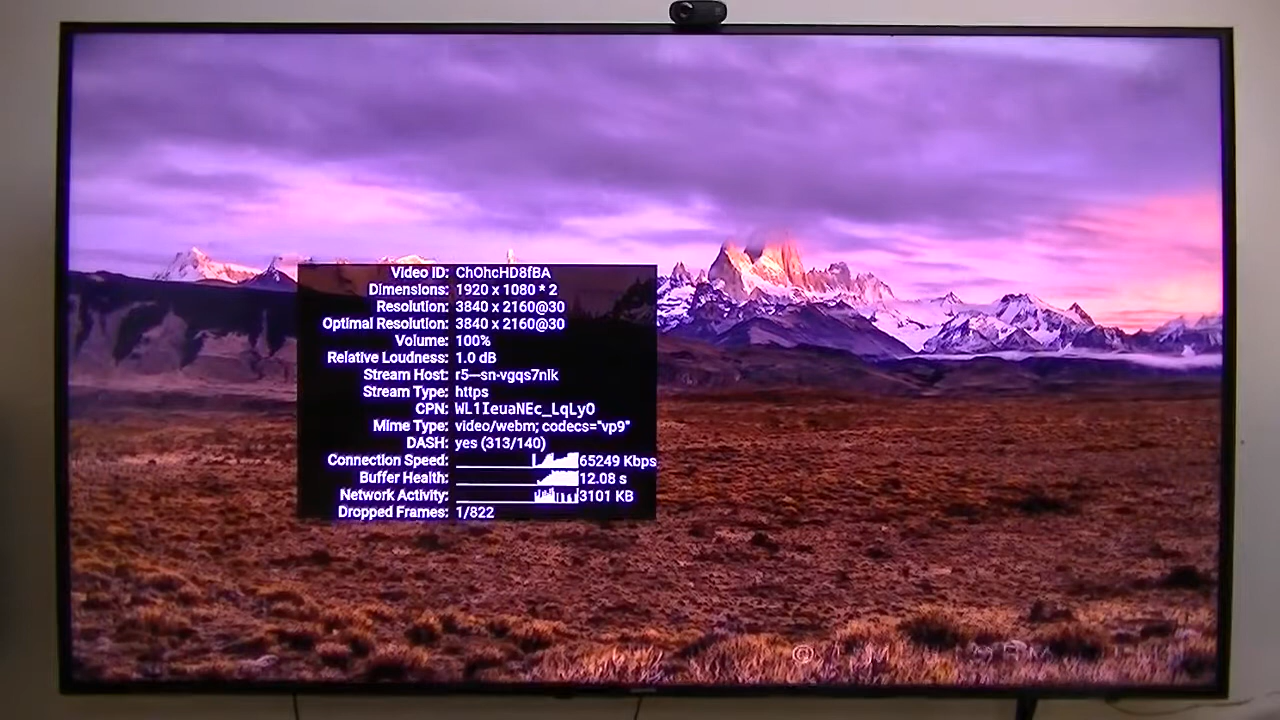 Video ID: ChOhcHD8fBA
Dimensions: 1920 x 1080 * 2
Resolution: 3840 x 2160@30
Optimal Resolution: 3840 x 2160@30
Volume: 100%
Relative Loudness: 1.0 dB
Stream Host: r5---sn-vgqs7nlk
Stream Type: https
CPN: WL1IeuaNEc_LqLyO
Mime Type: video/webm; codecs="vp9"
DASH: yes (313/140)
Connection Speed: 65249 Kbps
Buffer Health: 12.08 s
Network Activity: 3101 KB
Dropped Frames: 1/822
©